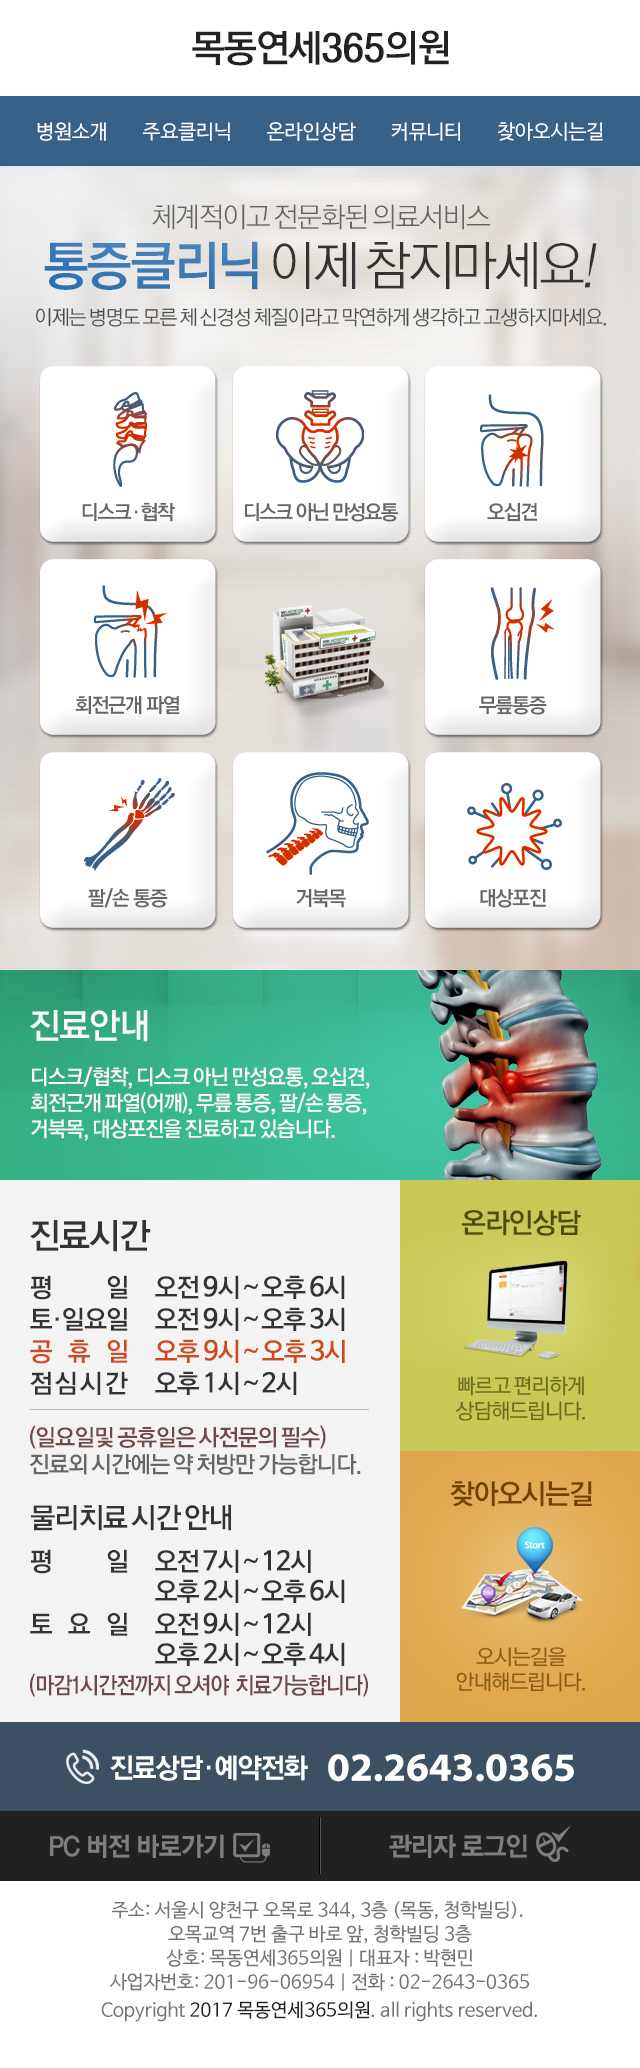 목동연세365의원
병원소개 주요클리닉 온라인상담 커뮤니티 찾아오시는길
체계적이고 전문화된 의료서비스
통증클리닉 이제 참지마세요!
이제는 병명도 모른 체 신경성 체질이라고 막연하게 생각하고 고생하지마세요.
디스크·협착 디스크 아닌 만성요통 오십견
HOSPITAL
회전근개 파열 무릎통증
팔/손 통증 거북목 대상포진
진료안내
디스크/협착, 디스크 아닌 만성요통, 오십견,
회전근개 파열(어깨), 무릎 통증, 팔/손 통증,
거북목, 대상포진을 진료하고 있습니다.
진료시간
평 일 오전 9시 ~ 오후 6시
토·일요일 오전 9시 ~ 오후 3시
공 휴 일 오후 9시 ~ 오후 3시
점심시간 오후 1시 ~ 2시
(일요일및 공휴일은 사전문의 필수)
진료외 시간에는 약 처방만 가능합니다.
물리치료 시간 안내
평 일 오전 7시 ~ 12시
오후 2시 ~ 오후 6시
토 요 일 오전 9시 ~ 12시
오후 2시 ~ 오후 4시
(마감1시간전까지 오셔야 치료가능합니다)
온라인상담
빠르고 편리하게
상담해드립니다.
찾아오시는길
Start
오시는길을
안내해드립니다.
진료상담·예약전화 02.2643.0365
PC 버전 바로가기 관리자 로그인
주소: 서울시 양천구 오목로 344, 3층 (목동, 청학빌딩).
오목교역 7번 출구 바로 앞, 청학빌딩 3층
상호: 목동연세365의원 | 대표자 : 박현민
사업자번호: 201-96-06954 | 전화 : 02-2643-0365
Copyright 2017 목동연세365의원. all rights reserved.